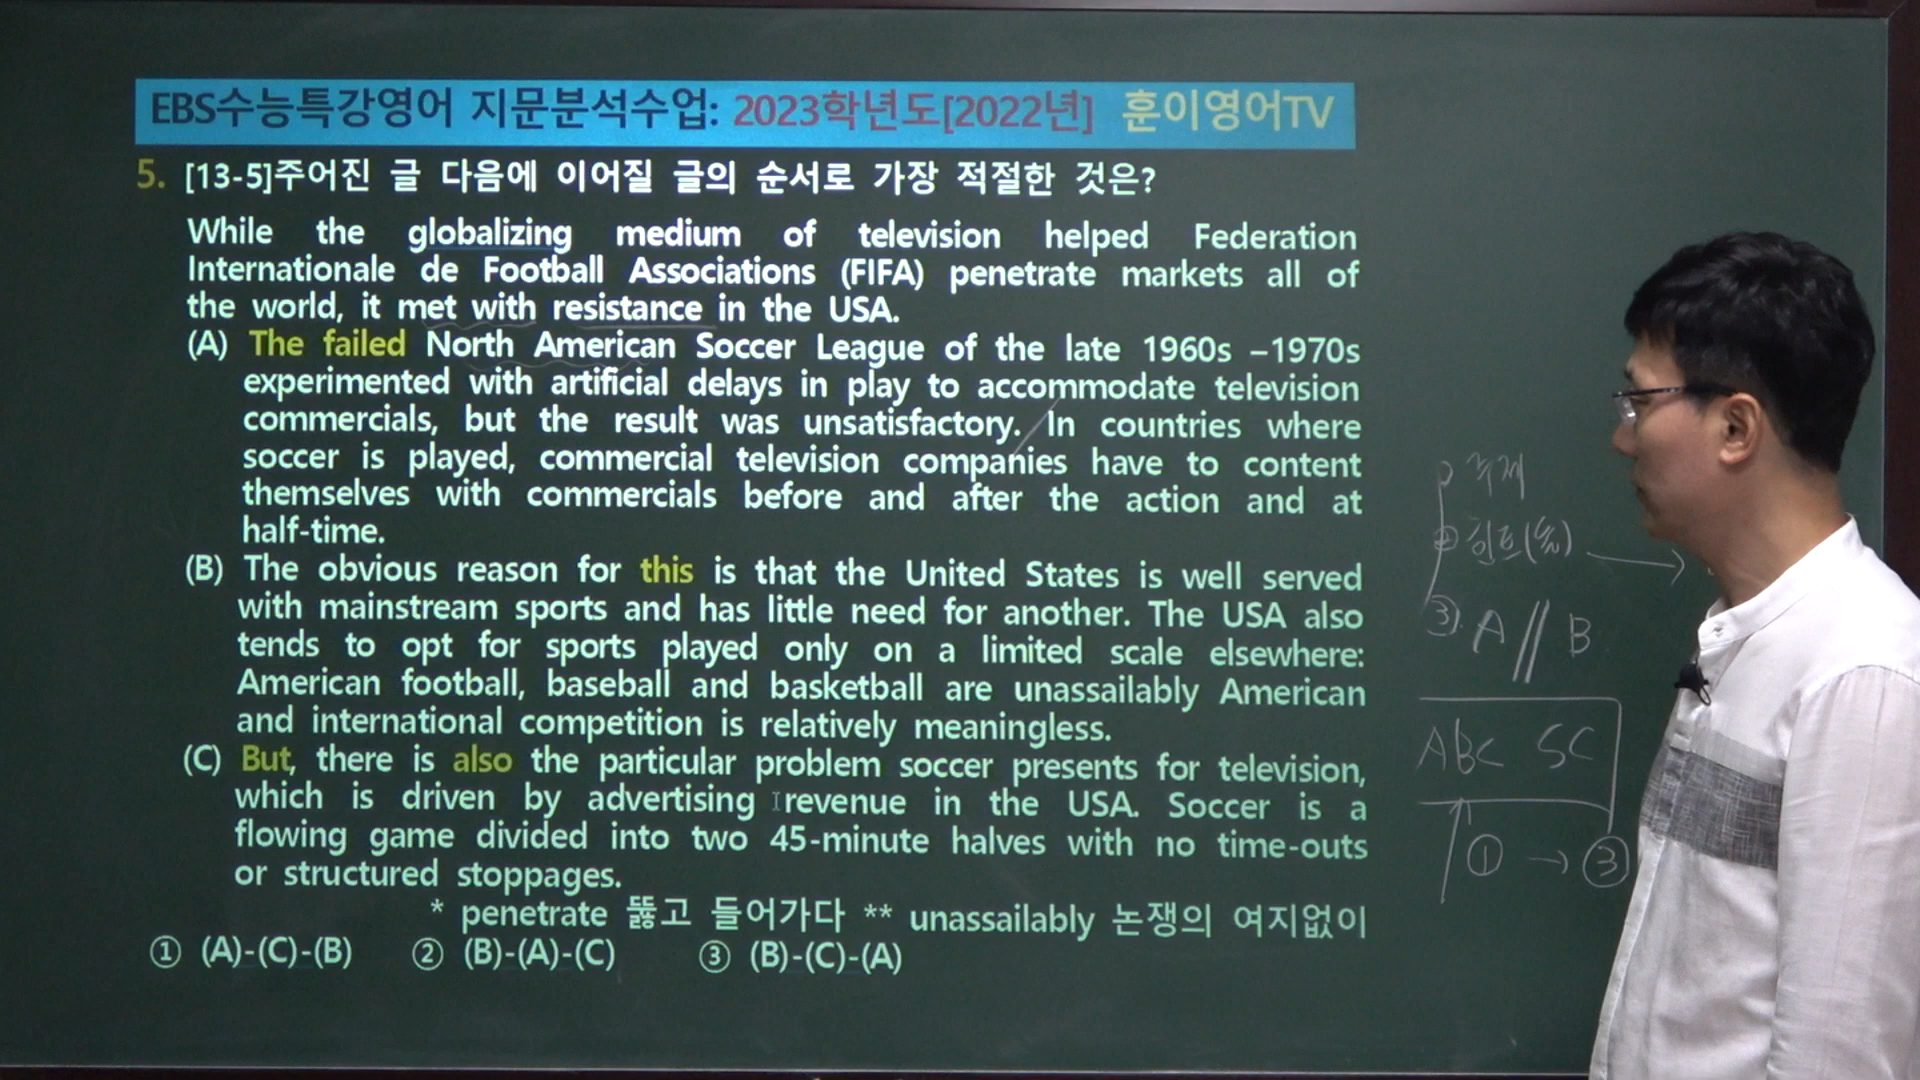 EBS수능특강영어 지문분석수업: 2023학년도[2022년] 훈이영어TV
5. [13-5]주어진 글 다음에 이어질 글의 순서로 가장 적절한 것은?
While the globalizing medium of television helped Federation
Internationale de Football Associations (FIFA) penetrate markets all of
the world, it met with resistance in the USA.
(A) The failed North American Soccer League of the late 1960s –1970s
experimented with artificial delays in play to accommodate television
commercials, but the result was unsatisfactory. In countries where
soccer is played, commercial television companies have to content
themselves with commercials before and after the action and at
half-time.
(B) The obvious reason for this is that the United States is well served
with mainstream sports and has little need for another. The USA also
tends to opt for sports played only on a limited scale elsewhere:
American football, baseball and basketball are unassailably American
and international competition is relatively meaningless.
(C) But, there is also the particular problem soccer presents for television,
which is driven by advertising revenue in the USA. Soccer is a
flowing game divided into two 45-minute halves with no time-outs
or structured stoppages.
* penetrate 뚫고 들어가다 ** unassailably 논쟁의 여지없이
① (A)-(C)-(B) ② (B)-(A)-(C) ③ (B)-(C)-(A)
주제
힌트
③ A // B
ABC SC
① → ③